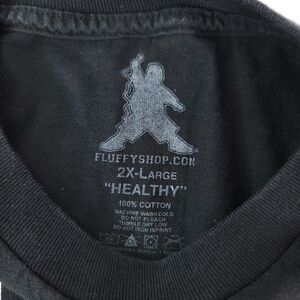 FLUFFYSHOP.COM
2X-LARGE
"HEALTHY"
100% COTTON
MACHINE WASH COLD
DO NOT BLEACH
TUMBLE DRY LOW
DO NOT IRON IMPRINT